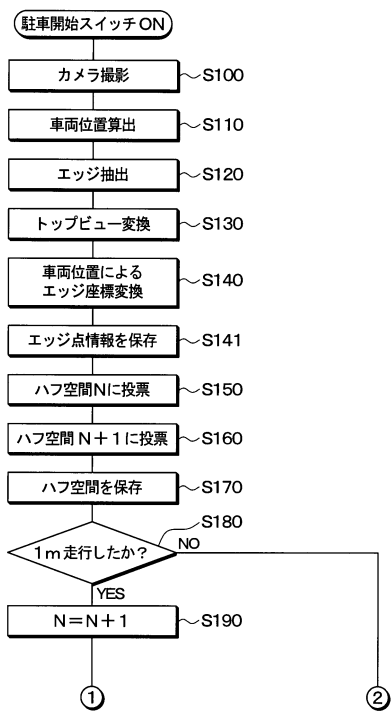 駐車開始スイッチON
カメラ撮影
S100
車両位置算出
S110
エッジ抽出
S120
トップビュー変換
S130
車両位置による
エッジ座標変換
S140
エッジ点情報を保存
S141
ハフ空間Nに投票
S150
ハフ空間N+1に投票
S160
ハフ空間を保存
S170
S180
1m走行したか?
NO
YES
N=N+1
S190
1
2